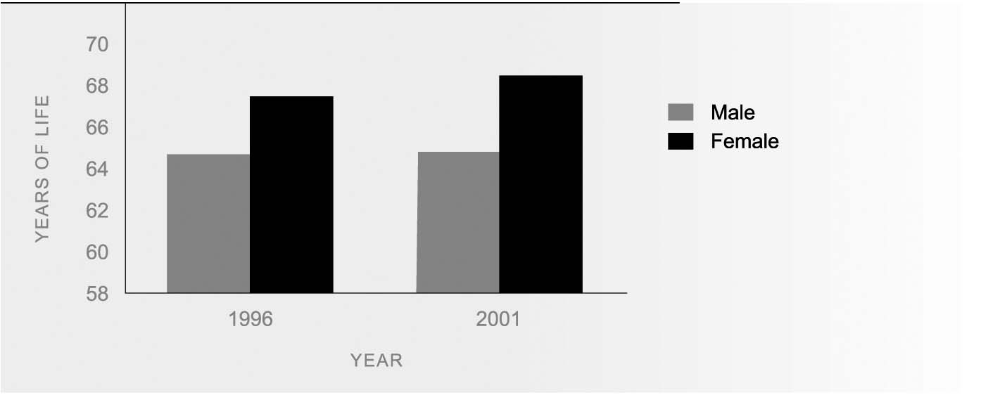 70
68
66
64
62
60
58
YEARS OF LIFE
1996
2001
YEAR
Male
Female